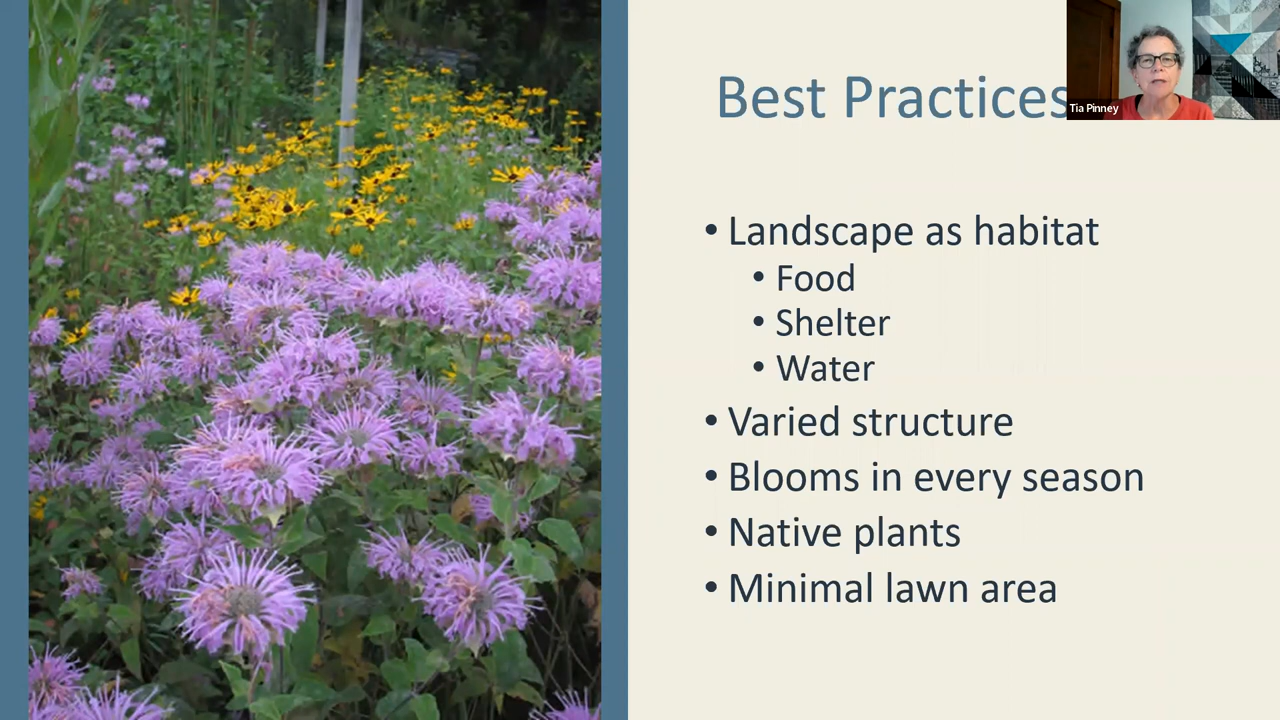 Best Practices
Tia Pinney
• Landscape as habitat
• Food
• Shelter
• Water
• Varied structure
• Blooms in every season
• Native plants
• Minimal lawn area